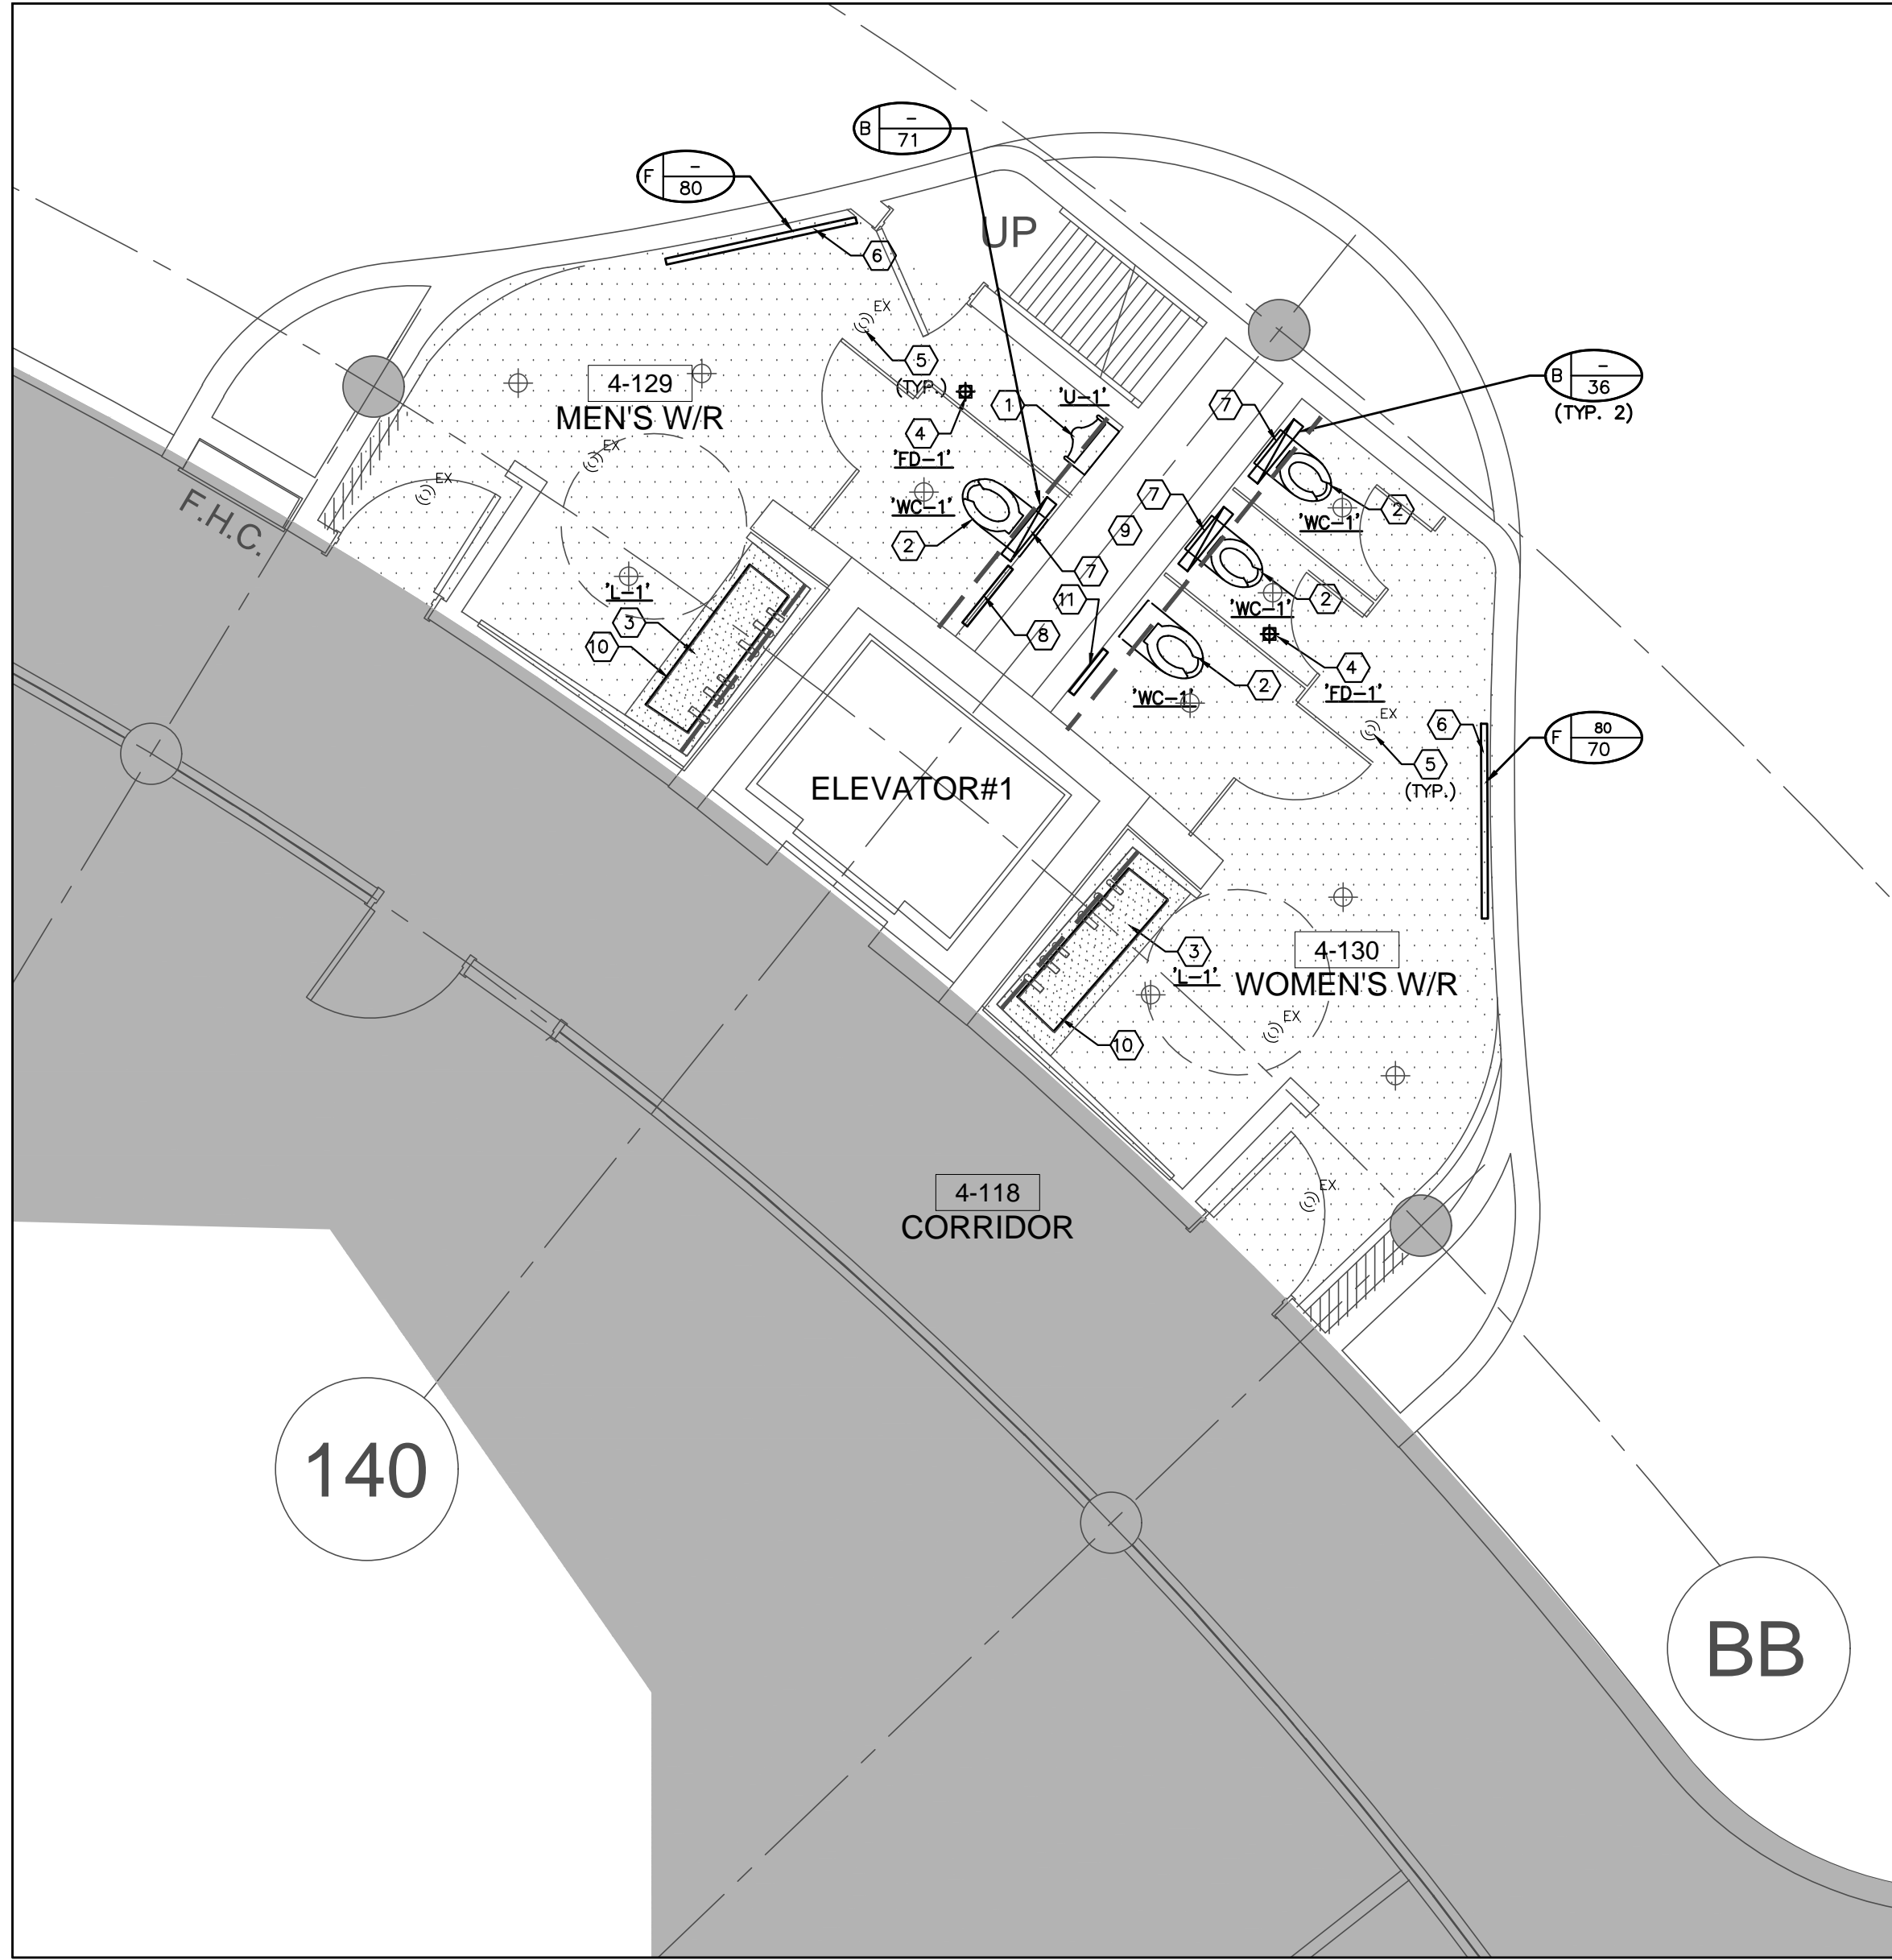 B
–
71
F
–
80
UP
6
EX
5
(TYP.)
4
'FD-1'
1
'U-1'
7
B
–
36
(TYP. 2)
4-129
MEN'S W/R
EX
EX
F.H.C.
'WC-1'
2
7
9
7
11
8
2
'WC-1'
2
'WC-1'
4
'FD-1'
2
'WC-1'
'L-1'
3
10
EX
5
(TYP.)
6
F
80
70
ELEVATOR#1
3
'L-1'
10
4-130
WOMEN'S W/R
EX
EX
4-118
CORRIDOR
140
BB